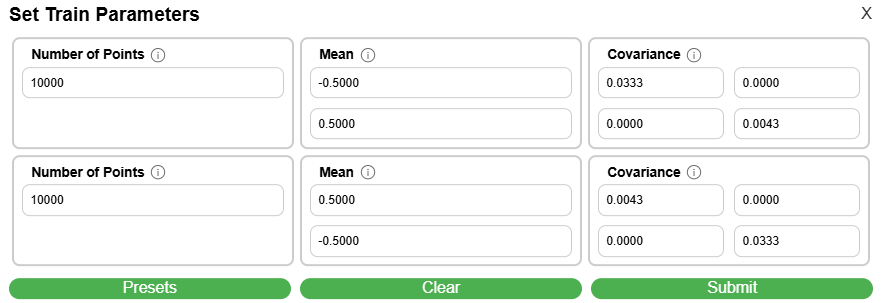 Set Train Parameters X
Number of Points Mean Covariance
10000 -0.5000 0.0333 0.0000
0.5000 0.0000 0.0043
Number of Points Mean Covariance
10000 0.5000 0.0043 0.0000
-0.5000 0.0000 0.0333
Presets Clear Submit